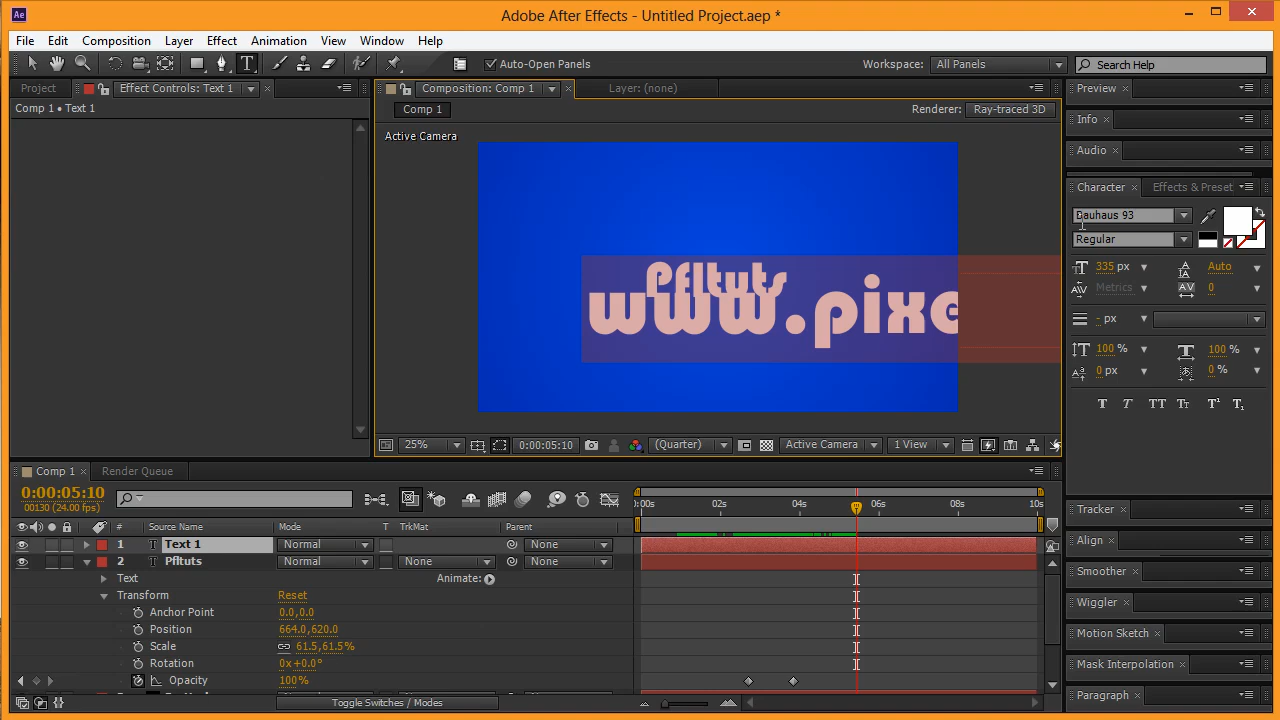 Ae
Adobe After Effects - Untitled Project.aep *
File Edit Composition Layer Effect Animation View Window Help
T Auto-Open Panels Workspace: All Panels Search Help
Project Effect Controls: Text 1 Composition: Comp 1 Layer: (none) Preview
Comp 1 • Text 1 Comp 1 Renderer: Ray-traced 3D Info
Active Camera
Audio
Character Effects & Preset
Bauhaus 93
Regular
335 px Auto
Metrics 0
- px
100 % 100 %
0 px 0 %
T T TT Tт T¹ T₁
Pfltuts
www.pixe
25% 0:00:05:10 (Quarter) Active Camera 1 View
Comp 1 Render Queue
0:00:05:10
00130 (24.00 fps)
:00s 02s 04s 06s 08s 10s
# Source Name Mode T TrkMat Parent
1 T Text 1 Normal None
2 T Pfltuts Normal None None
Text Animate:
Transform Reset
Anchor Point 0.0,0.0
Position 664.0,620.0
Scale 61.5,61.5%
Rotation 0x+0.0°
Opacity 100%
Toggle Switches / Modes
Tracker
Align
Smoother
Wiggler
Motion Sketch
Mask Interpolation
Paragraph